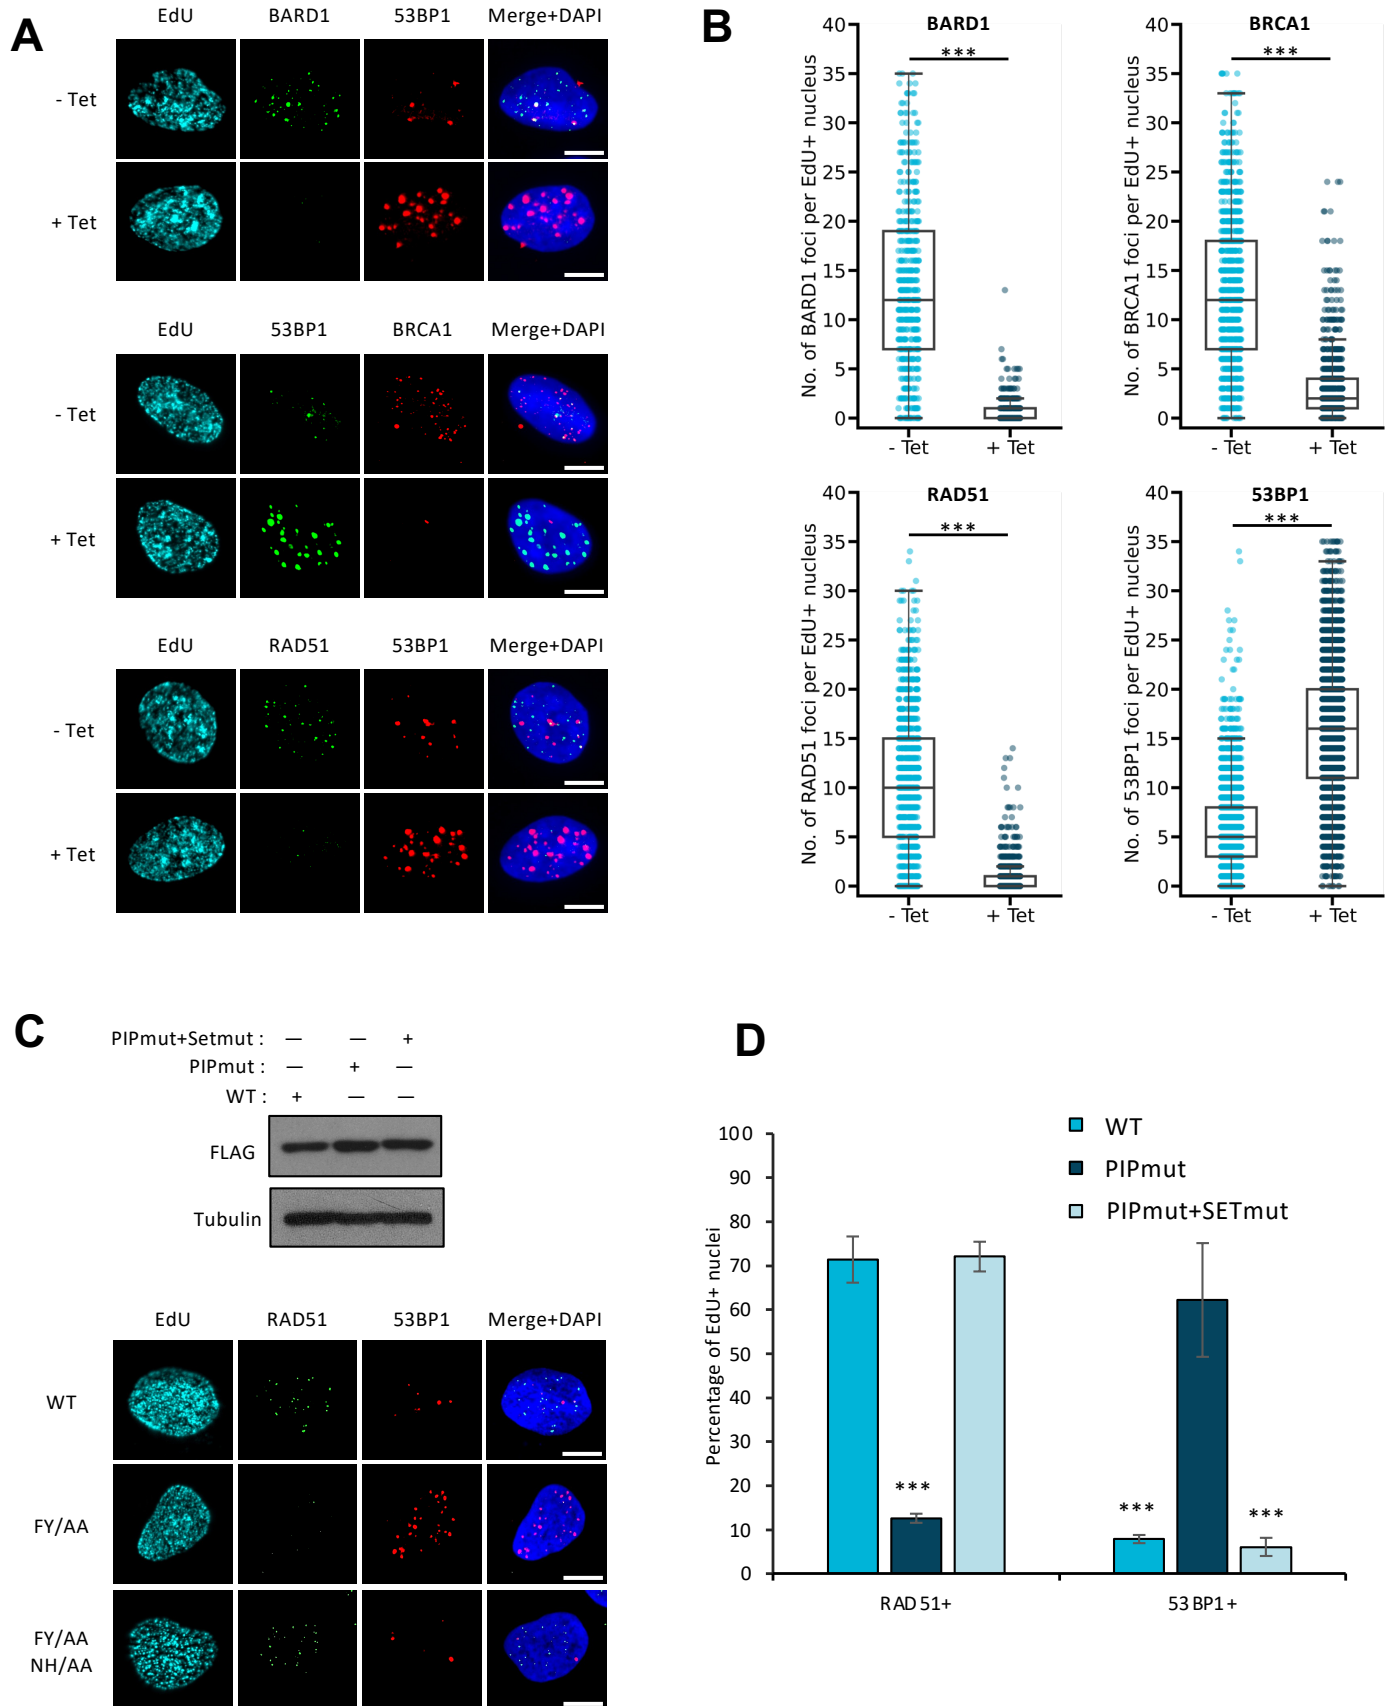 A
EdU BARD1 53BP1 Merge+DAPI
- Tet
+ Tet
EdU 53BP1 BRCA1 Merge+DAPI
- Tet
+ Tet
EdU RAD51 53BP1 Merge+DAPI
- Tet
+ Tet
B
BARD1
***
No. of BARD1 foci per EdU+ nucleus
40
35
30
25
20
15
10
5
0
- Tet + Tet
BRCA1
***
No. of BRCA1 foci per EdU+ nucleus
40
35
30
25
20
15
10
5
0
- Tet + Tet
RAD51
***
No. of RAD51 foci per EdU+ nucleus
40
35
30
25
20
15
10
5
0
- Tet + Tet
53BP1
***
No. of 53BP1 foci per EdU+ nucleus
40
35
30
25
20
15
10
5
0
- Tet + Tet
C
PIPmut+Setmut : — — +
PIPmut : — + —
WT : + — —
FLAG
Tubulin
EdU RAD51 53BP1 Merge+DAPI
WT
FY/AA
FY/AA
NH/AA
D
WT
PIPmut
PIPmut+SETmut
Percentage of EdU+ nuclei
100
90
80
70
60
50
40
30
20
10
0
*** *** ***
RAD51+ 53BP1+